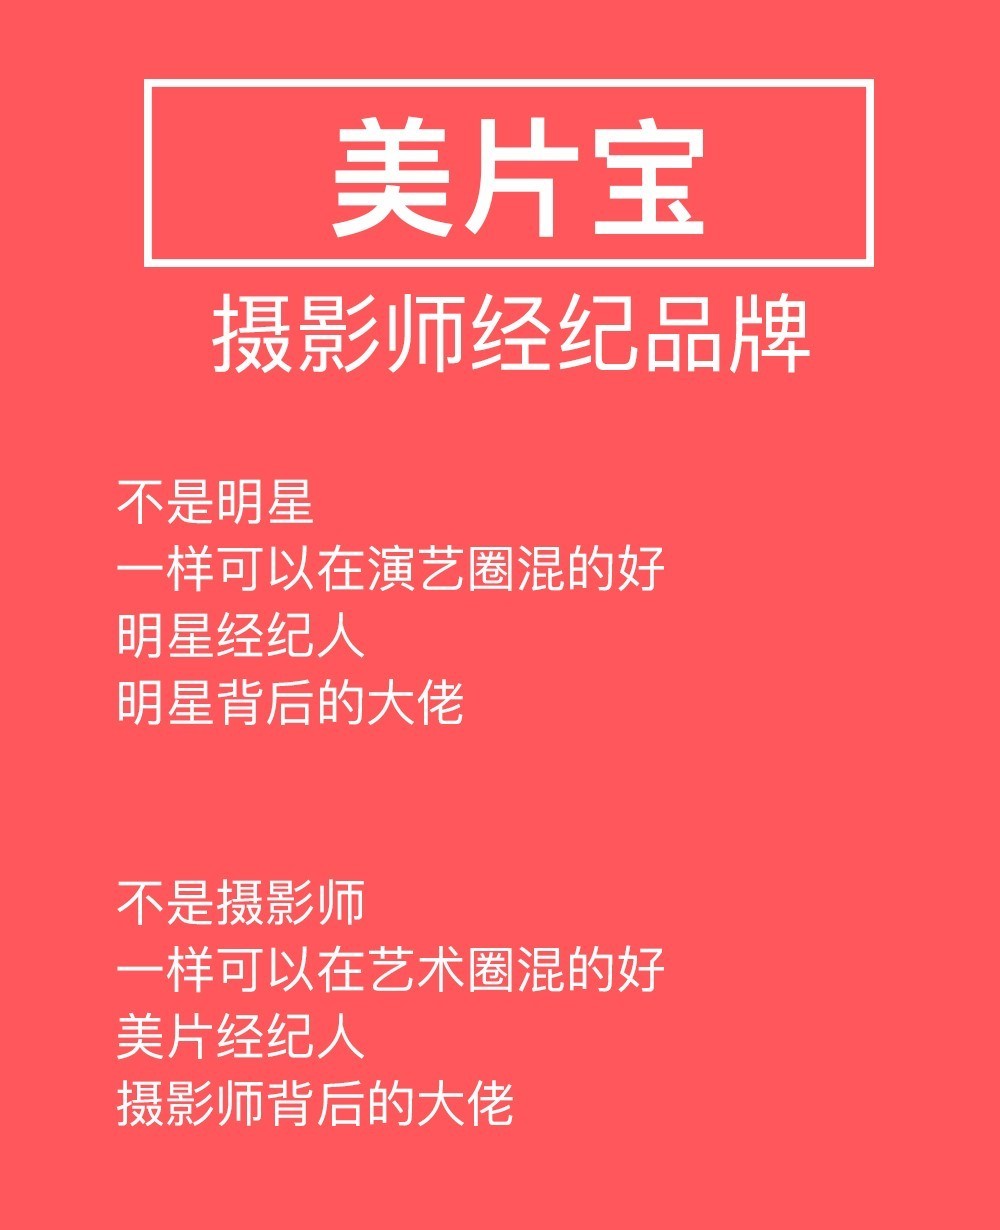 美片宝
摄影师经纪品牌
不是明星
一样可以在演艺圈混的好
明星经纪人
明星背后的大佬
不是摄影师
一样可以在艺术圈混的好
美片经纪人
摄影师背后的大佬